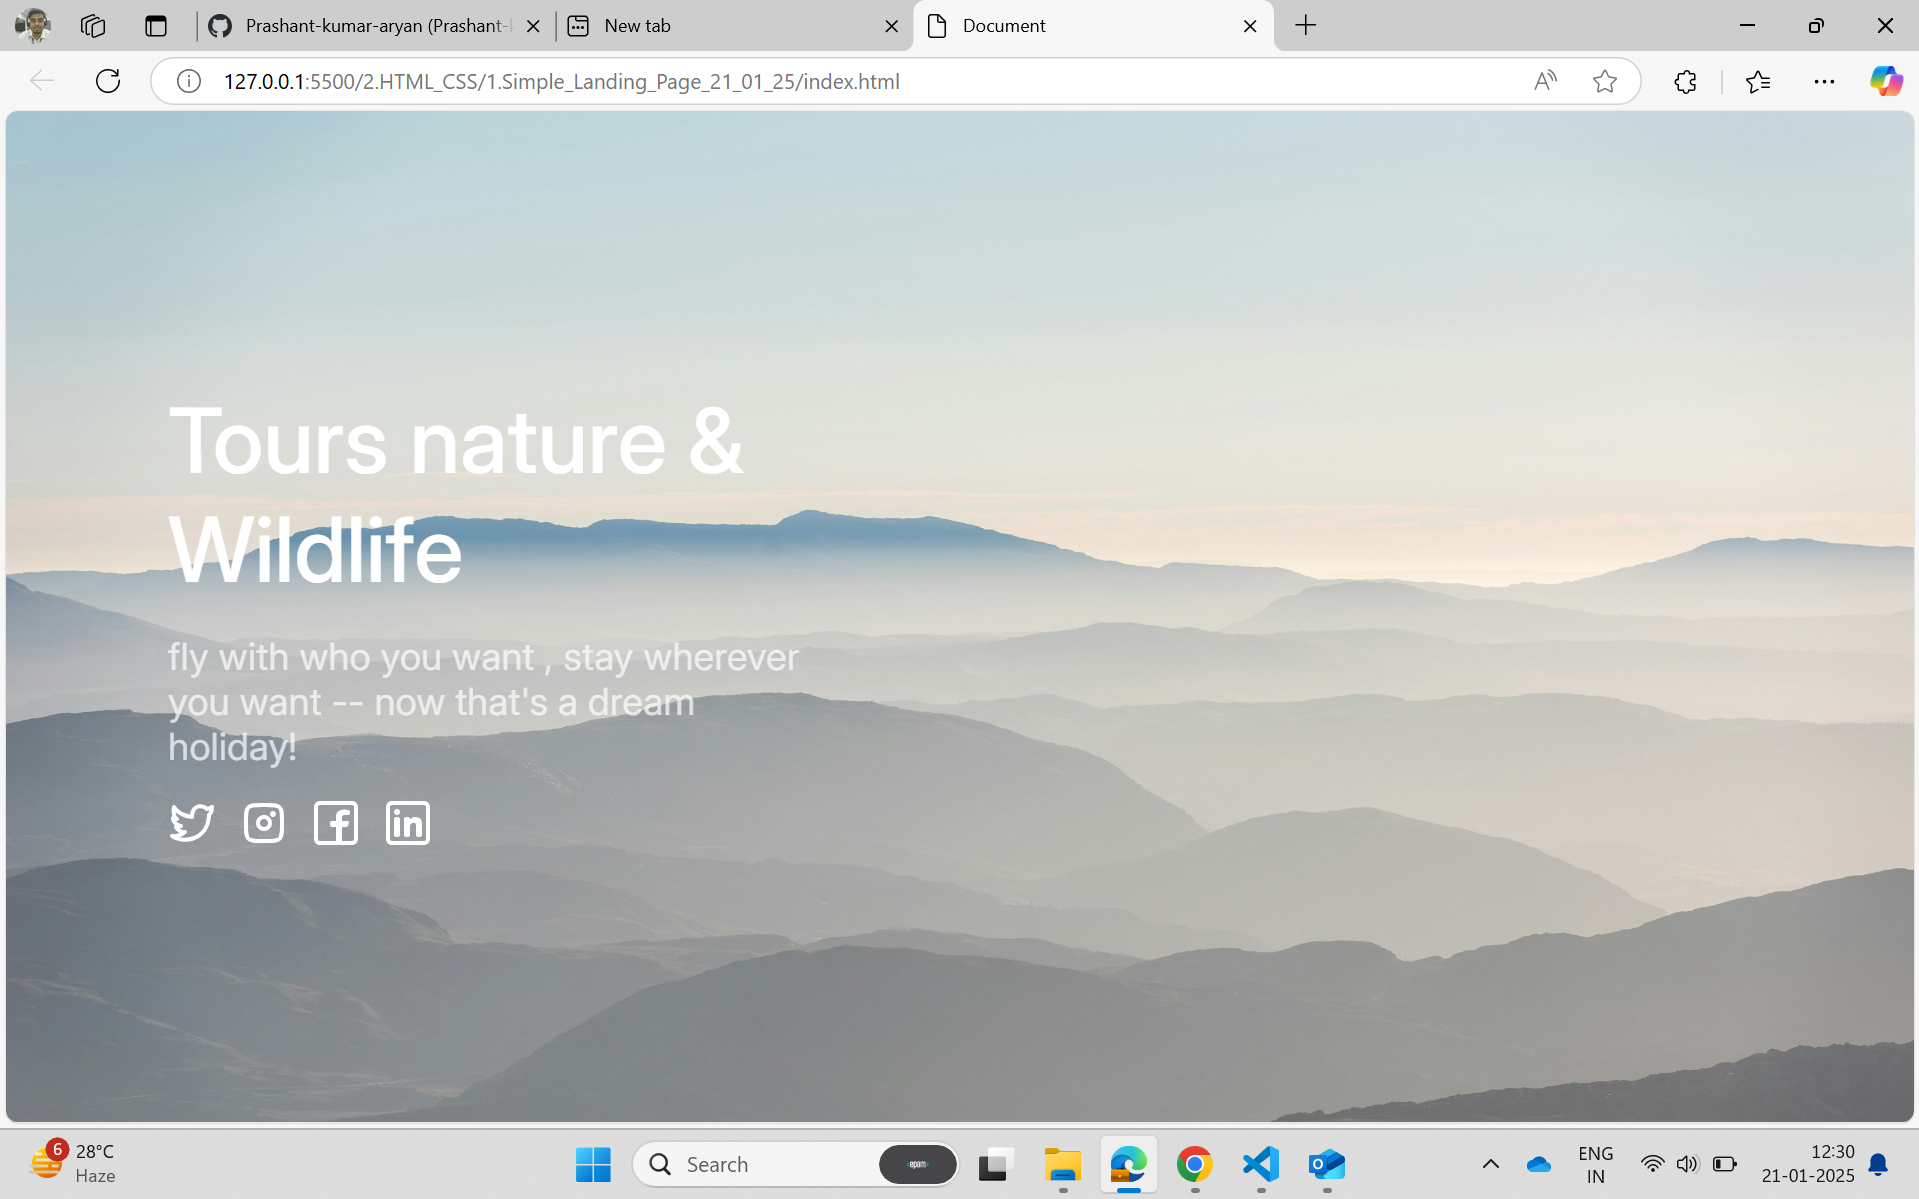 Prashant-kumar-aryan (Prashant-
New tab
Document
127.0.0.1:5500/2.HTML_CSS/1.Simple_Landing_Page_21_01_25/index.html
Tours nature &
Wildlife
fly with who you want , stay wherever
you want -- now that's a dream
holiday!
6
28°C
Haze
Search
epam
ENG
IN
12:30
21-01-2025